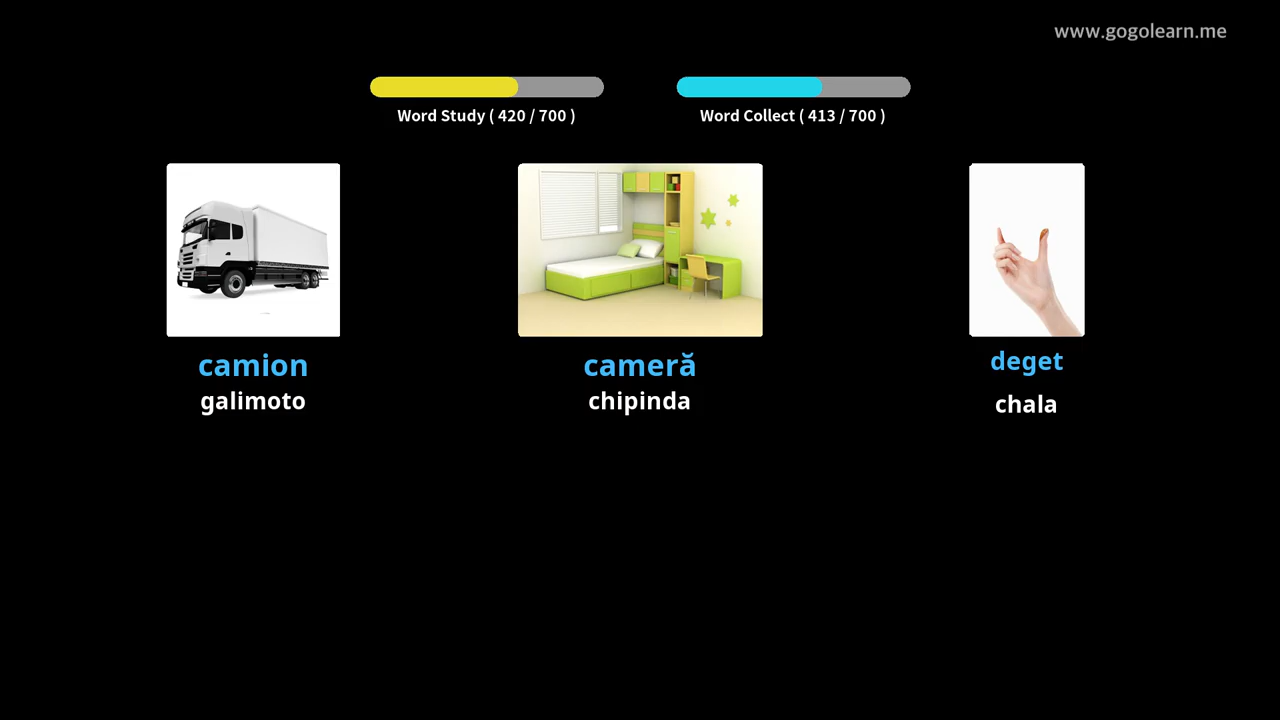 www.gogolearn.me
Word Study ( 420 / 700 )
Word Collect ( 413 / 700 )
camion
galimoto
cameră
chipinda
deget
chala